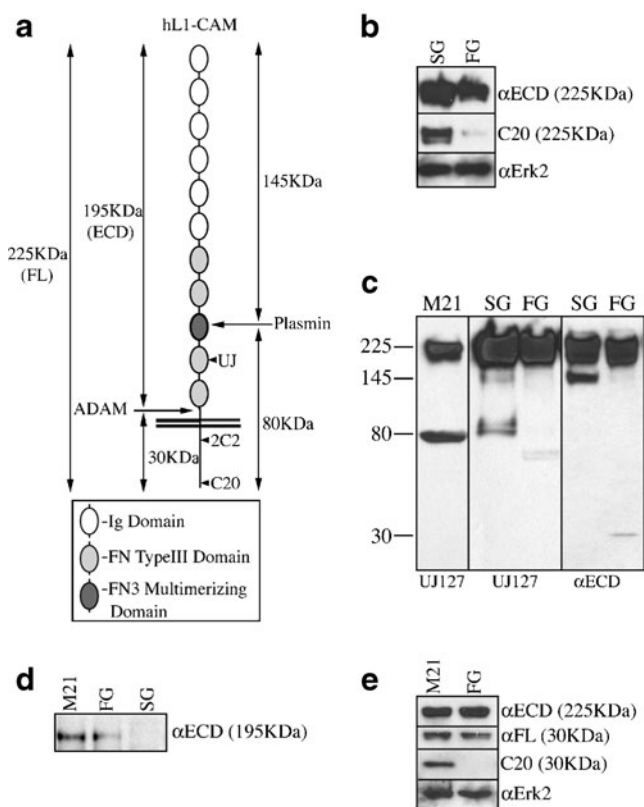 a
hL1-CAM
225KDa
(FL)
195KDa
(ECD)
145KDa
Plasmin
UJ
ADAM
2C2
30KDa
80KDa
C20
-Ig Domain
-FN TypeIII Domain
-FN3 Multimerizing
Domain
b
SG FG
αECD (225KDa)
C20 (225KDa)
αErk2
c
M21 SG FG SG FG
225
145
80
30
UJ127 UJ127 αECD
d
M21 FG SG
αECD (195KDa)
e
M21 FG
αECD (225KDa)
αFL (30KDa)
C20 (30KDa)
αErk2